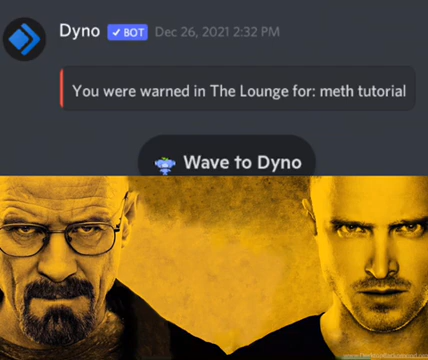 Dyno ✓ BOT Dec 26, 2021 2:32 PM
You were warned in The Lounge for: meth tutorial
Wave to Dyno